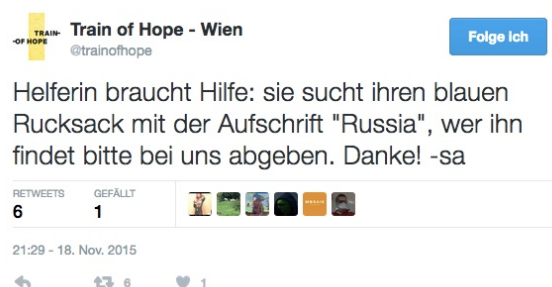 TRAIN-
-OF HOPE
Train of Hope - Wien
@trainofhope
Folge ich
Helferin braucht Hilfe: sie sucht ihren blauen
Rucksack mit der Aufschrift "Russia", wer ihn
findet bitte bei uns abgeben. Danke! -sa
RETWEETS
GEFÄLLT
6
1
21:29 - 18. Nov. 2015
6
1